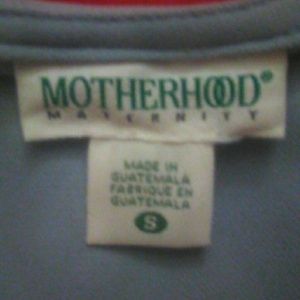 MOTHERHOOD®
MATERNITY
MADE IN
GUATEMALA
FABRIQUE EN
GUATEMALA
S